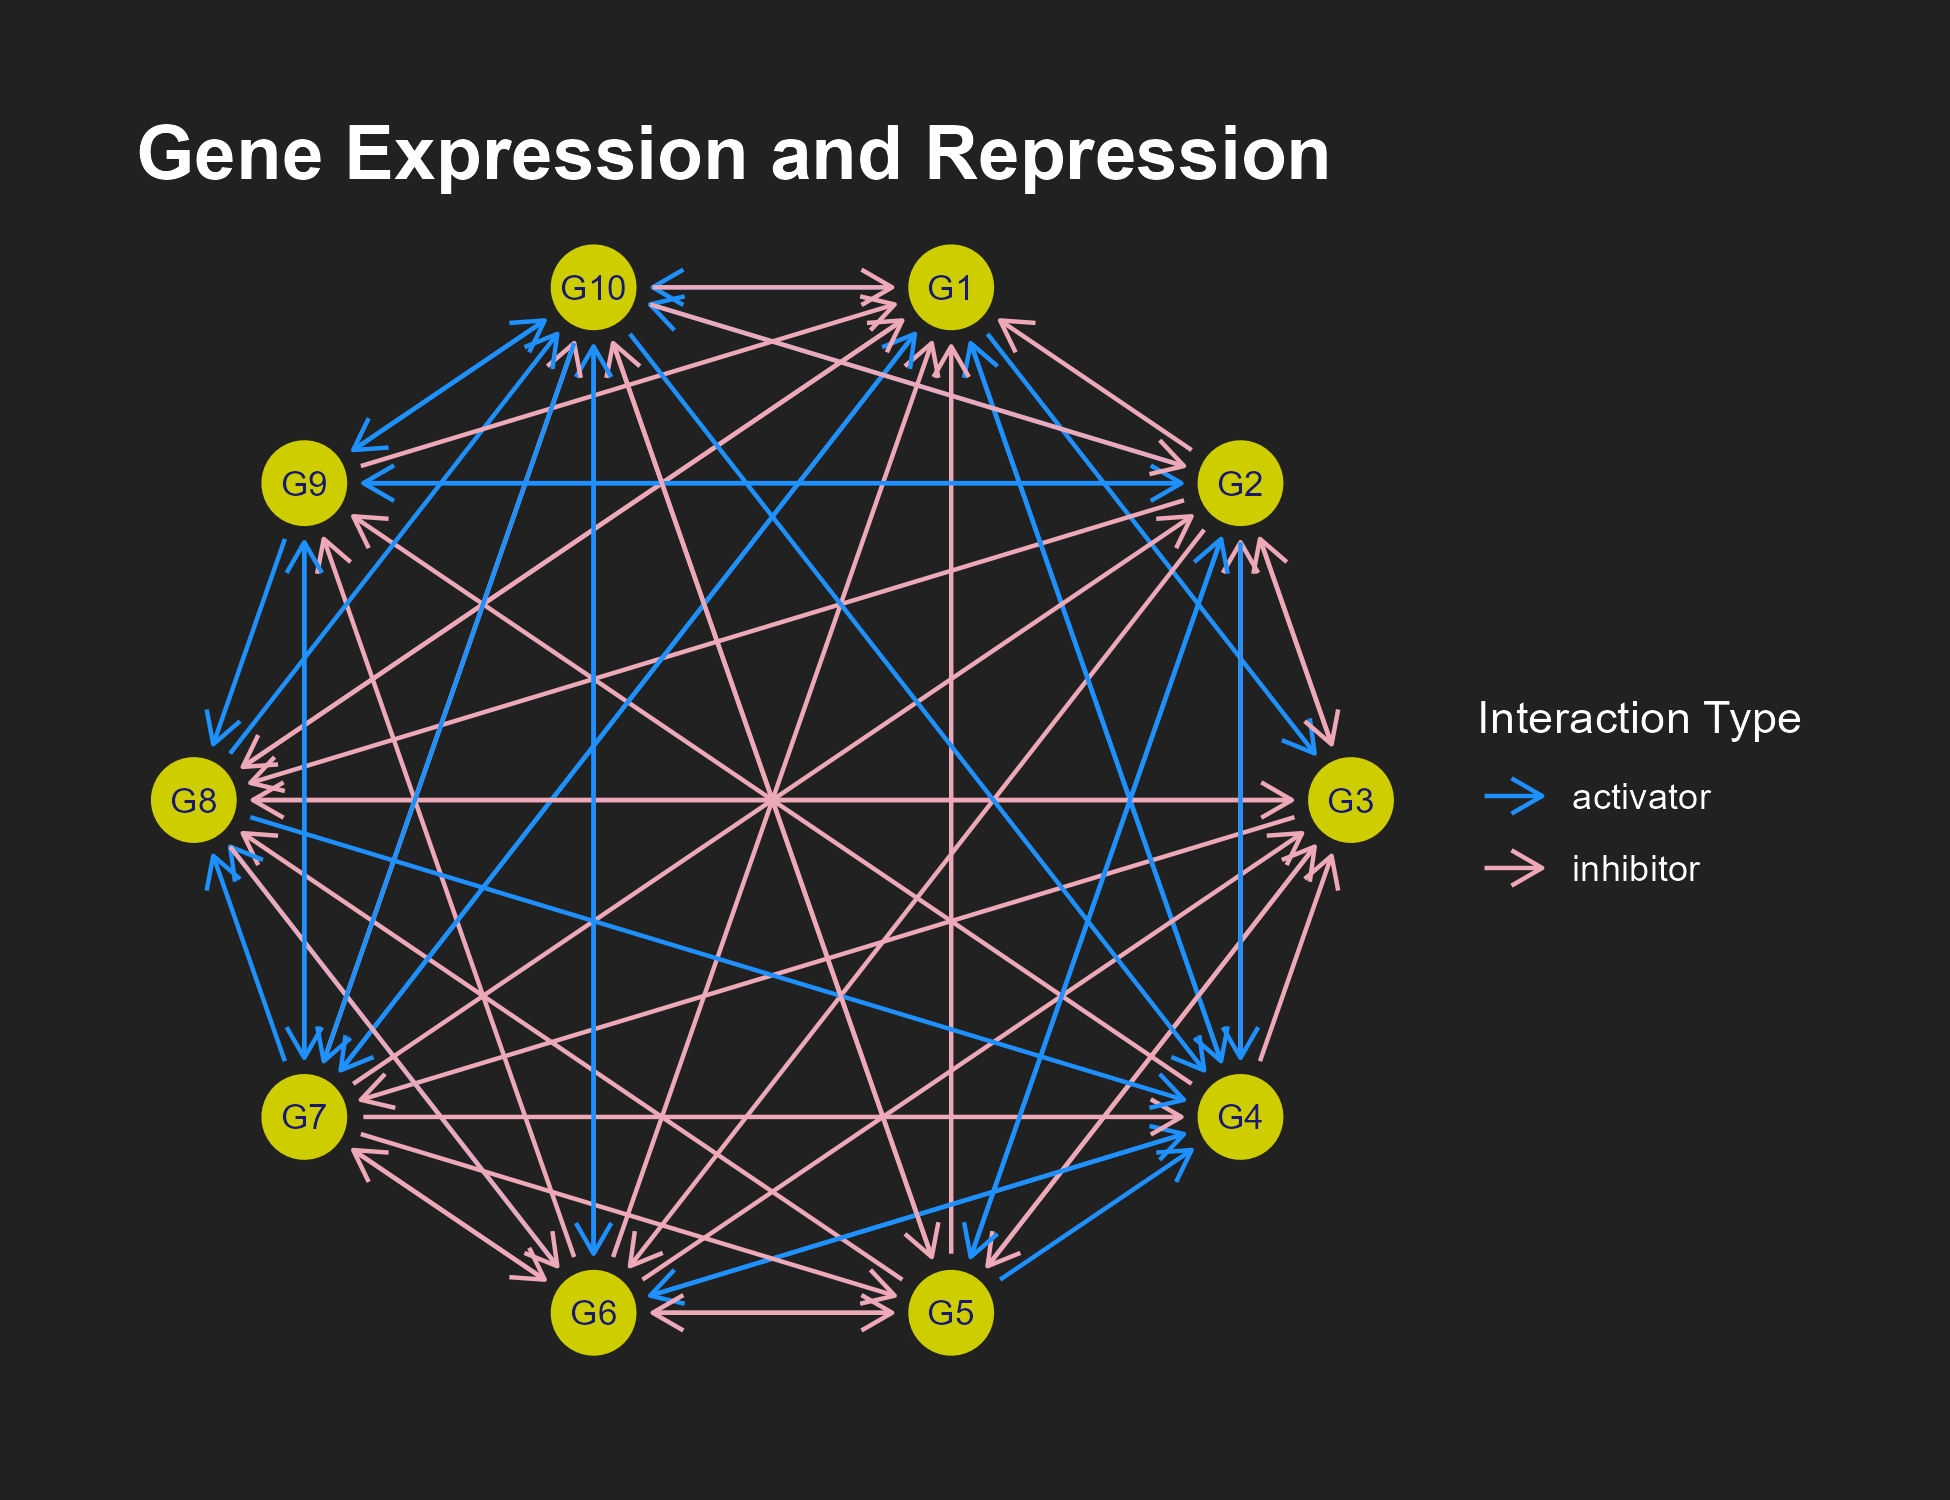 Gene Expression and Repression
G10
G1
G9
G2
G8
G3
G7
G4
G6
G5
Interaction Type
activator
inhibitor